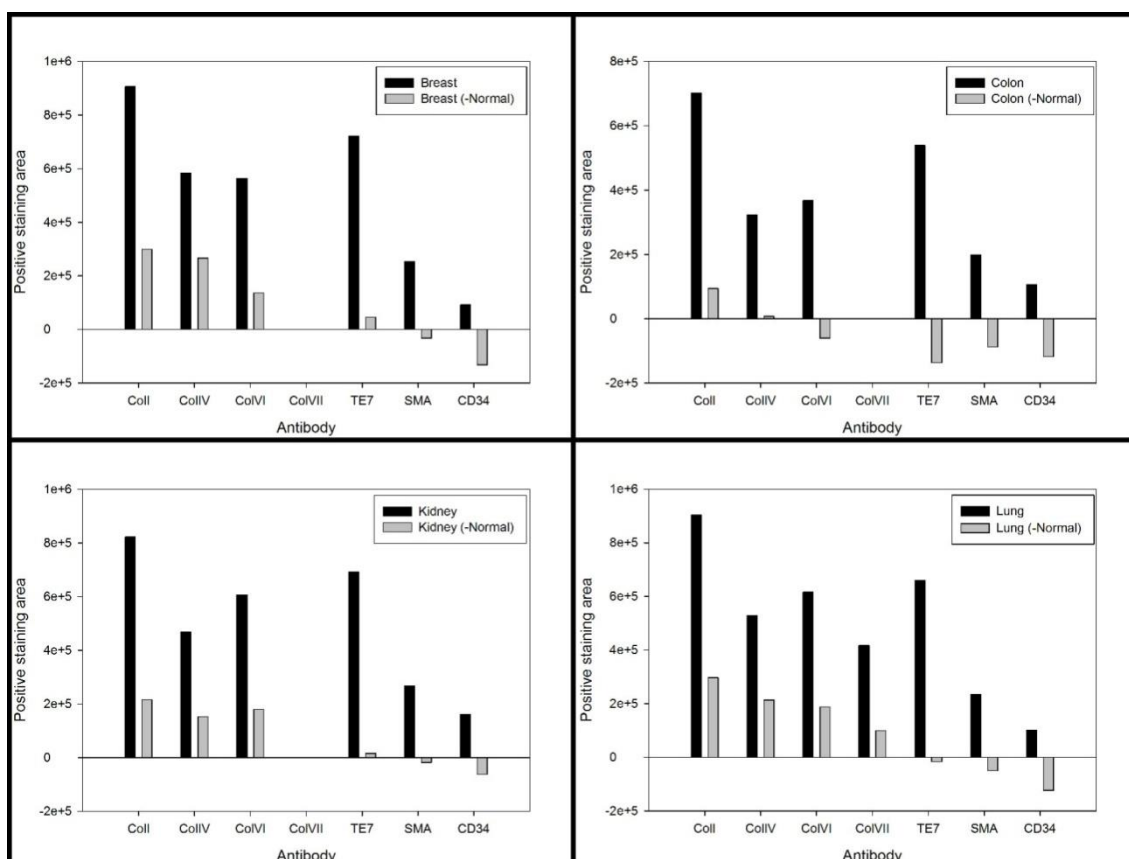 1e+6
8e+5
6e+5
4e+5
2e+5
0
-2e+5
Positive staining area
Breast
Breast (-Normal)
ColI ColIV ColVI ColVII TE7 SMA CD34
Antibody
8e+5
6e+5
4e+5
2e+5
0
-2e+5
Positive staining area
Colon
Colon (-Normal)
ColI ColIV ColVI ColVII TE7 SMA CD34
Antibody
1e+6
8e+5
6e+5
4e+5
2e+5
0
-2e+5
Positive staining area
Kidney
Kidney (-Normal)
ColI ColIV ColVI ColVII TE7 SMA CD34
Antibody
1e+6
8e+5
6e+5
4e+5
2e+5
0
-2e+5
Positive staining area
Lung
Lung (-Normal)
ColI ColIV ColVI ColVII TE7 SMA CD34
Antibody